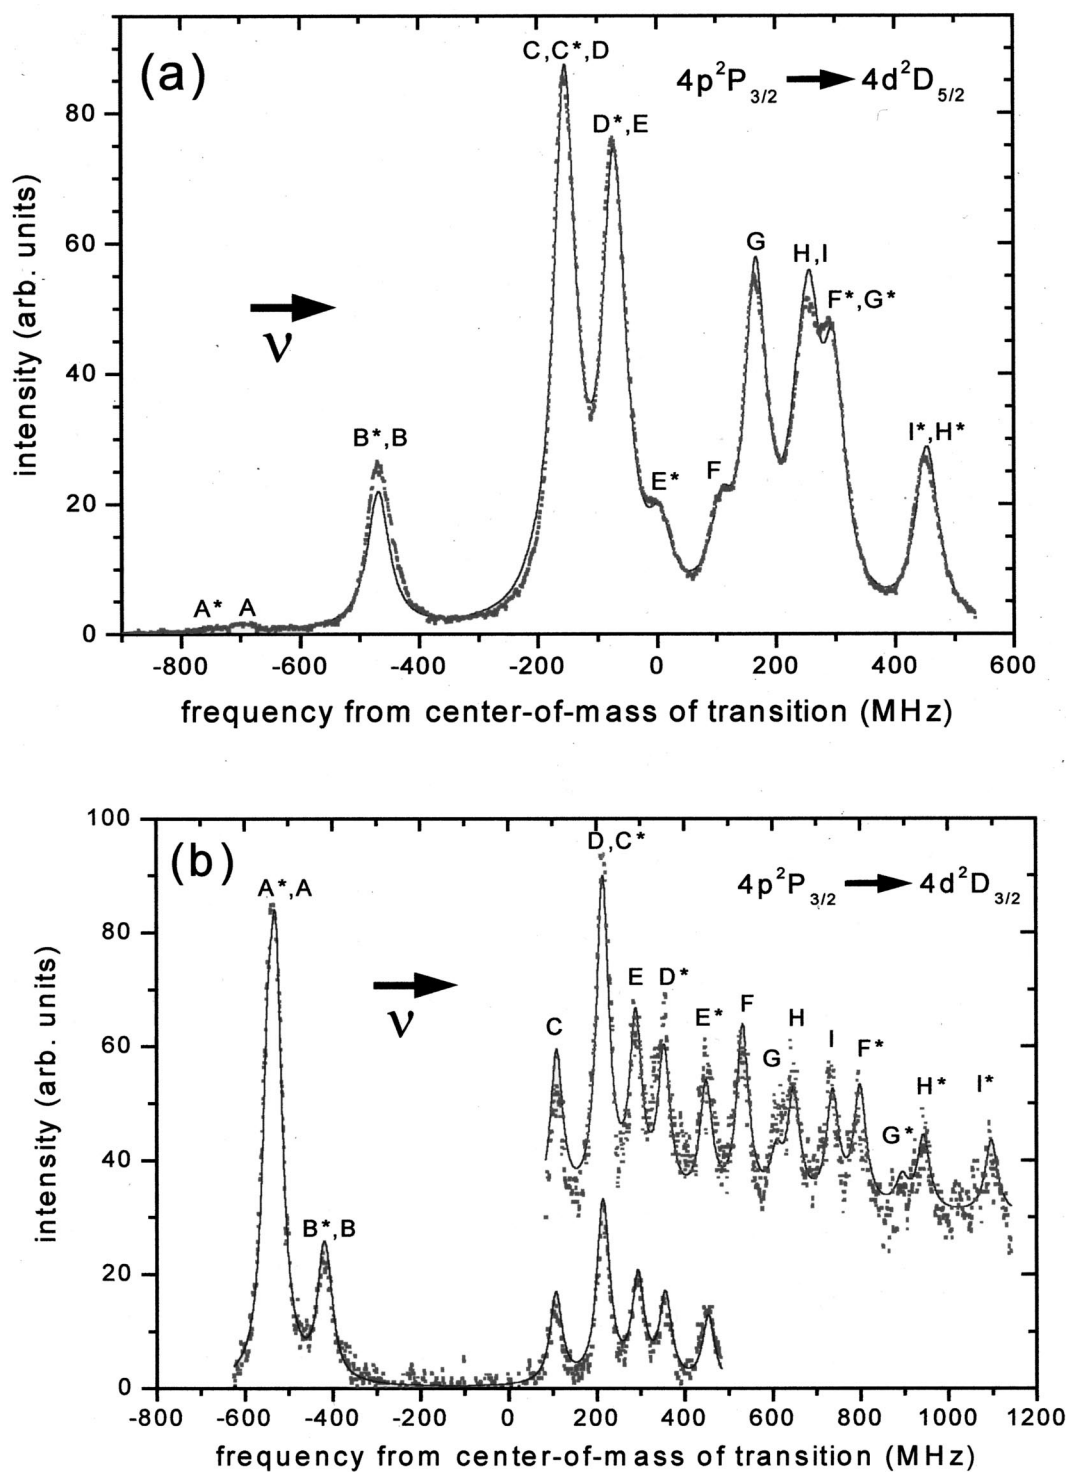 (a)
C,C*,D
4p²P₃/₂ → 4d²D₅/₂
D*,E
G
H,I
F*,G*
B*,B
I*,H*
E*
F
A*
A
ν
80
60
40
20
0
intensity (arb. units)
-800 -600 -400 -200 0 200 400 600
frequency from center-of-mass of transition (MHz)
(b)
D,C*
4p²P₃/₂ → 4d²D₃/₂
A*,A
ν
C
E
D*
E*
F
G
H
I
F*
G*
H*
I*
B*,B
100
80
60
40
30
20
0
intensity (arb. units)
-800 -600 -400 -200 0 200 400 600 800 1000 1200
frequency from center-of-mass of transition (MHz)